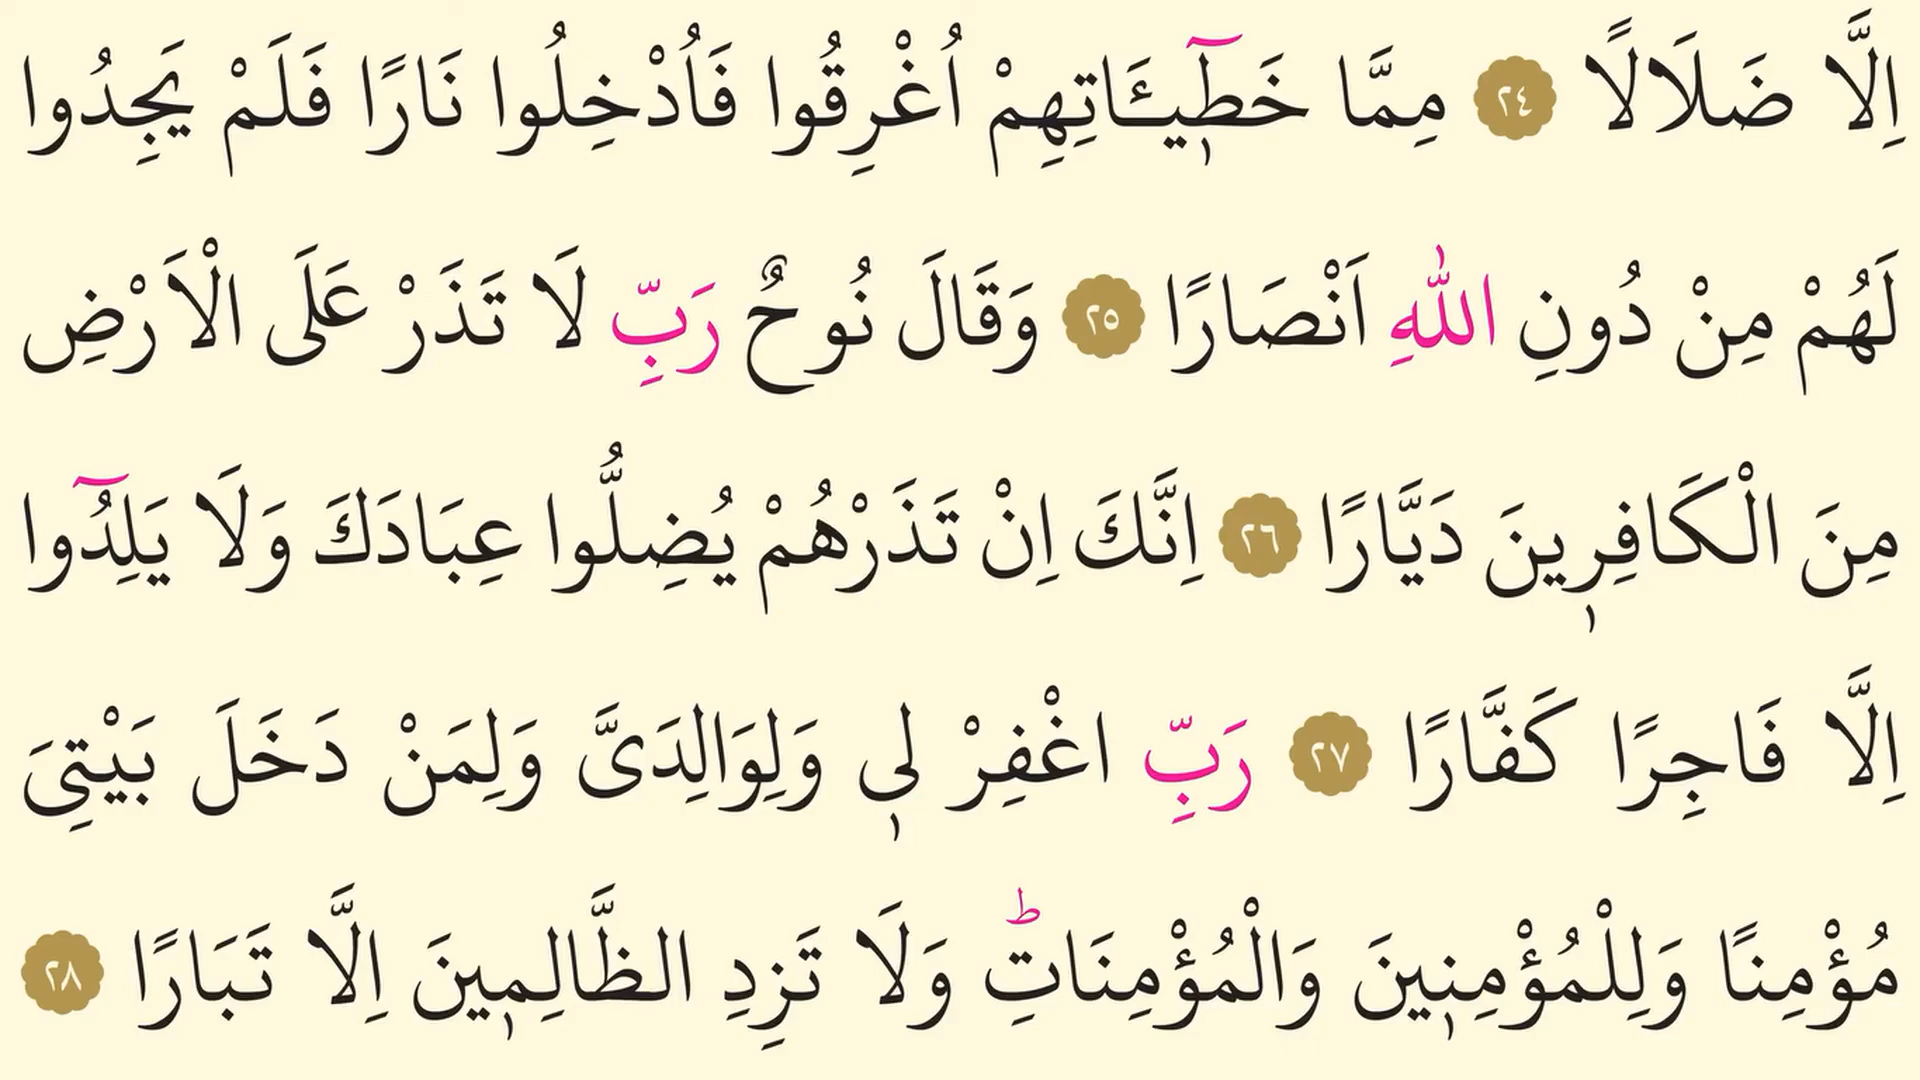 اِلَّا ضَلَالًا ٢٤ مِمَّا خَطٖٓيـَٔاتِهِمْ اُغْرِقُوا فَاُدْخِلُوا نَارًا فَلَمْ يَجِدُوا
لَهُمْ مِنْ دُونِ اللّٰهِ اَنْصَارًا ٢٥ وَقَالَ نُوحٌ رَبِّ لَا تَذَرْ عَلَى الْاَرْضِ
مِنَ الْكَافِرٖينَ دَيَّارًا ٢٦ اِنَّكَ اِنْ تَذَرْهُمْ يُضِلُّوا عِبَادَكَ وَلَا يَلِدُٓوا
اِلَّا فَاجِرًا كَفَّارًا ٢٧ رَبِّ اغْفِرْ لٖى وَلِوَالِدَىَّ وَلِمَنْ دَخَلَ بَيْتِىَ
مُؤْمِنًا وَلِلْمُؤْمِنٖينَ وَالْمُؤْمِنَاتِؕ وَلَا تَزِدِ الظَّالِمٖينَ اِلَّا تَبَارًا ٢٨